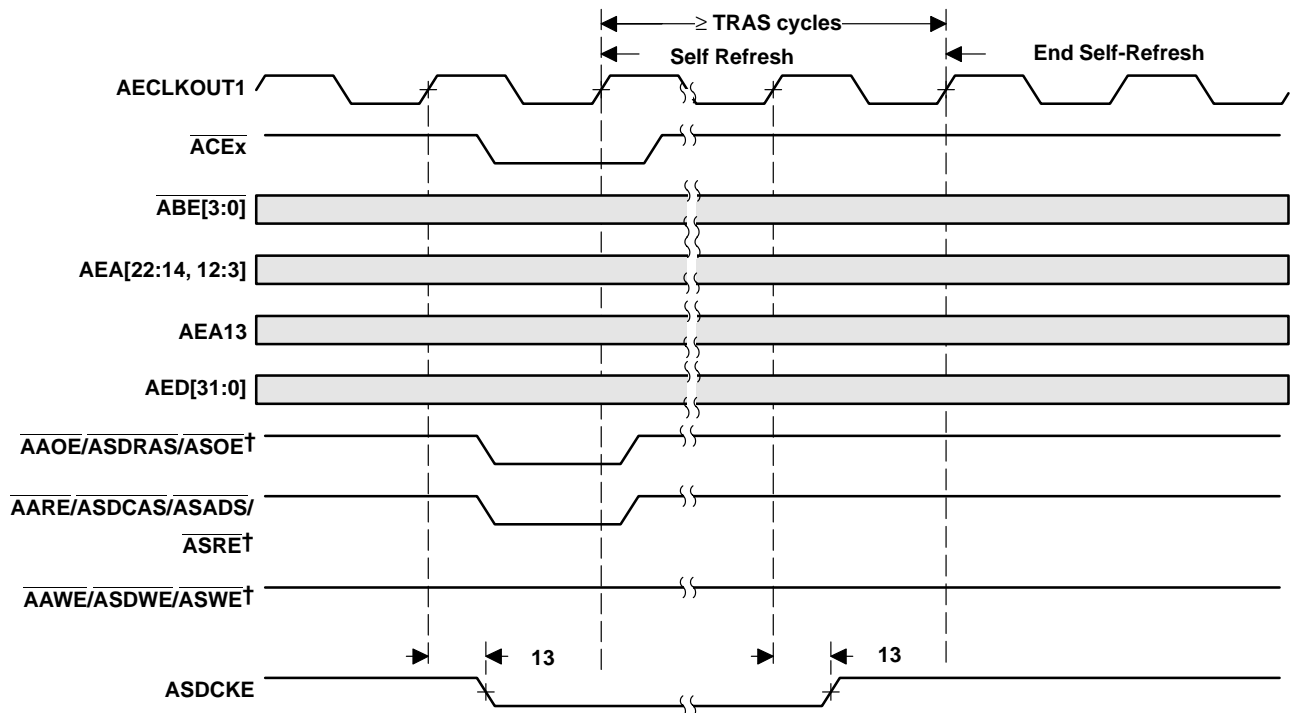 ≥ TRAS cycles
Self Refresh
End Self-Refresh
AECLKOUT1
ACEx
ABE[3:0]
AEA[22:14, 12:3]
AEA13
AED[31:0]
AAOE/ASDRAS/ASOE†
AARE/ASDCAS/ASADS/
ASRE†
AAWE/ASDWE/ASWE†
13
13
ASDCKE